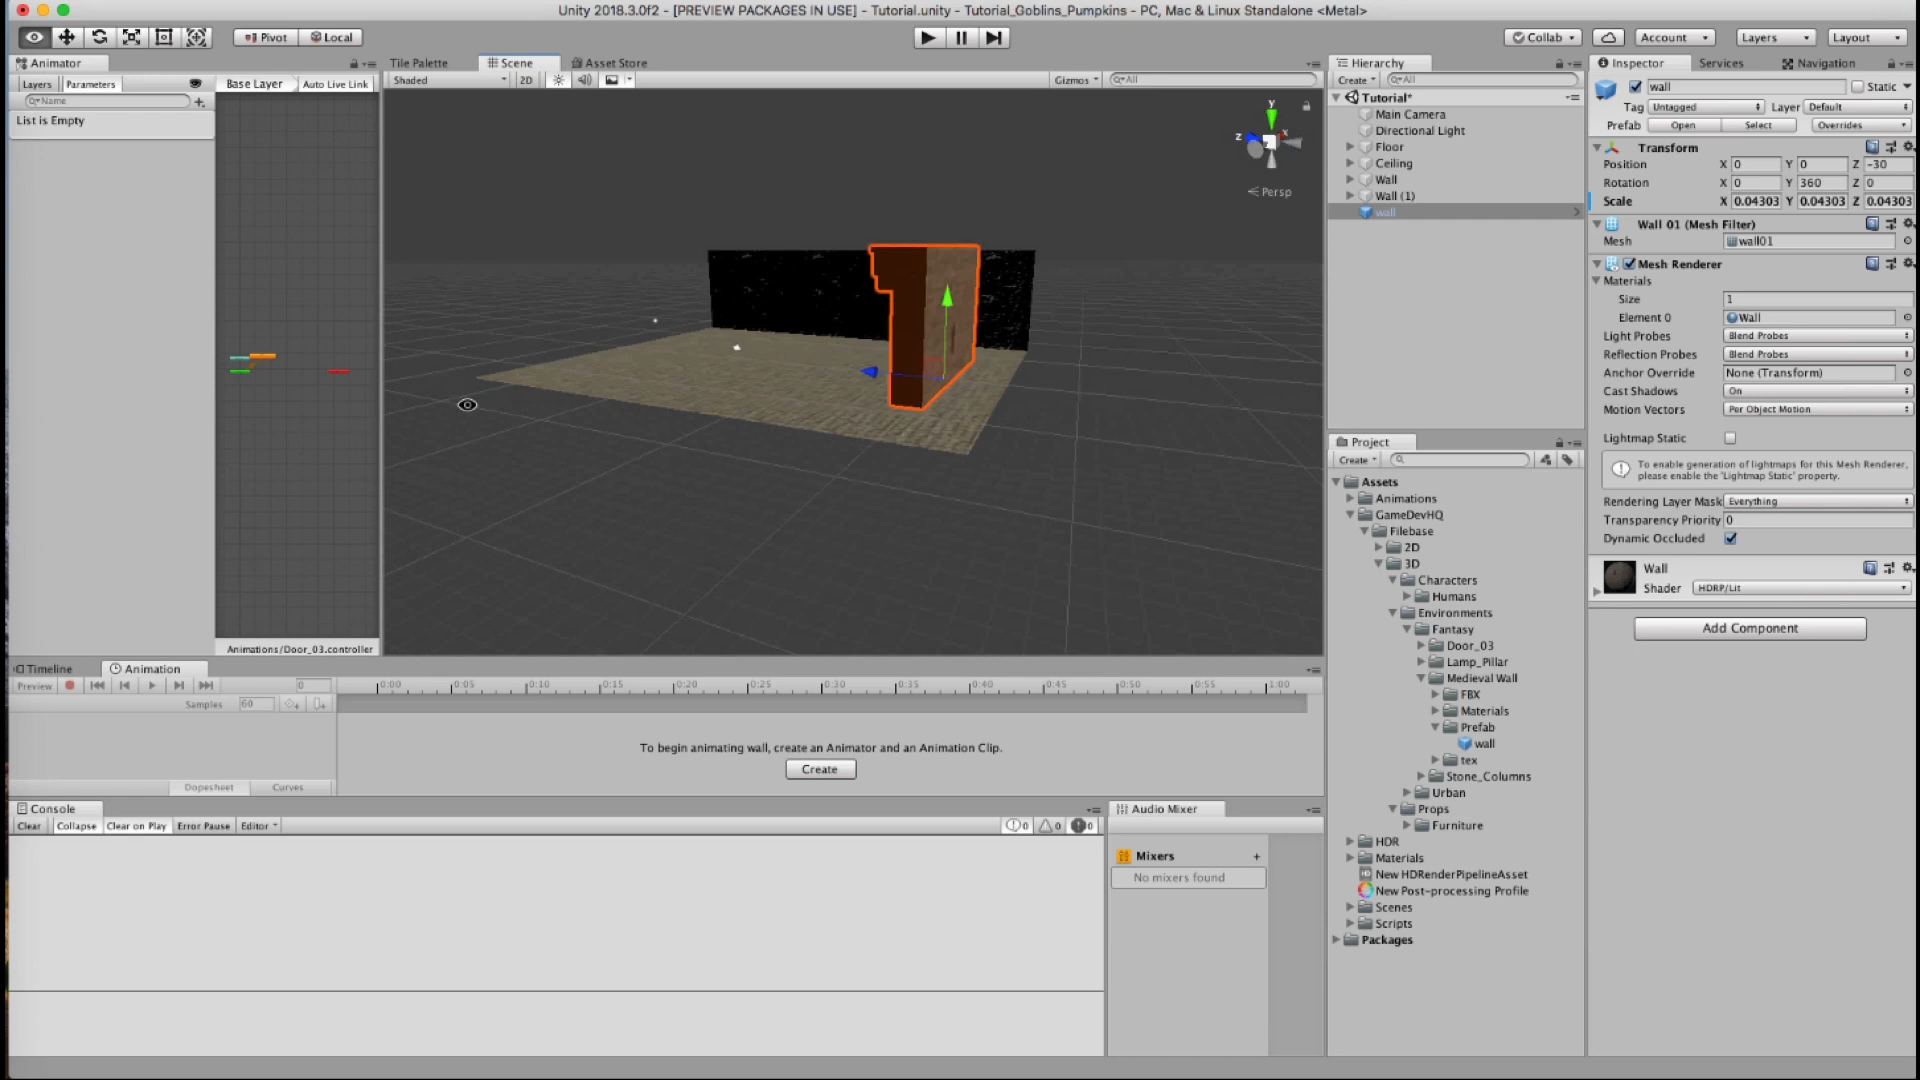 Unity 2018.3.0f2 - [PREVIEW PACKAGES IN USE] - Tutorial.unity - Tutorial_Goblins_Pumpkins - PC, Mac & Linux Standalone <Metal>
Pivot Local Collab Account Layers Layout
Animator
Layers Parameters Base Layer Auto Live Link
Name
List is Empty
Animations/Door_03.controller
Tile Palette Scene Asset Store
Shaded 2D Gizmos All
y
z x
Persp
Hierarchy
Create All
Tutorial*
Main Camera
Directional Light
Floor
Ceiling
Wall
Wall (1)
wall
Project
Create
Assets
Animations
GameDevHQ
Filebase
2D
3D
Characters
Humans
Environments
Fantasy
Door_03
Lamp_Pillar
Medieval Wall
FBX
Materials
Prefab
wall
tex
Stone_Columns
Urban
Props
Furniture
HDR
Materials
New HDRenderPipelineAsset
New Post-processing Profile
Scenes
Scripts
Packages
Inspector Services Navigation
wall Static
Tag Untagged Layer Default
Prefab Open Select Overrides
Transform
Position X 0 Y 0 Z -30
Rotation X 0 Y 360 Z 0
Scale X 0.04303 Y 0.04303 Z 0.04303
Wall 01 (Mesh Filter)
Mesh wall01
Mesh Renderer
Materials
Size 1
Element 0 Wall
Light Probes Blend Probes
Reflection Probes Blend Probes
Anchor Override None (Transform)
Cast Shadows On
Motion Vectors Per Object Motion
Lightmap Static
To enable generation of lightmaps for this Mesh Renderer, please enable the 'Lightmap Static' property.
Rendering Layer Mask Everything
Transparency Priority 0
Dynamic Occluded
Wall
Shader HDRP/Lit
Add Component
Timeline Animation
Preview 0 0:00 0:05 0:10 0:15 0:20 0:25 0:30 0:35 0:40 0:45 0:50 0:55 1:00
Samples 60
To begin animating wall, create an Animator and an Animation Clip.
Create
Dopesheet Curves
Console
Clear Collapse Clear on Play Error Pause Editor 0 0 0
Audio Mixer
Mixers +
No mixers found